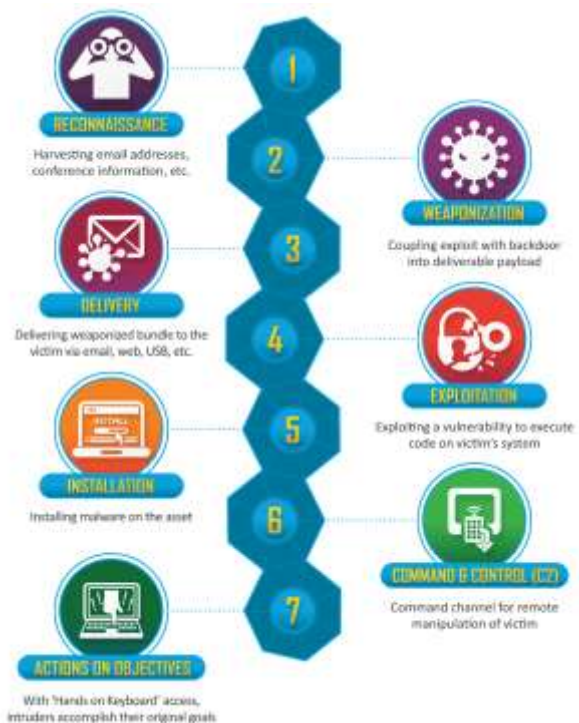 1
RECONNAISSANCE
Harvesting email addresses,
conference information, etc.
2
WEAPONIZATION
Coupling exploit with backdoor
into deliverable payload
3
DELIVERY
Delivering weaponized bundle to the
victim via email, web, USB, etc.
4
EXPLOITATION
Exploiting a vulnerability to execute
code on victim's system
5
INSTALL
INSTALLATION
Installing malware on the asset
6
COMMAND & CONTROL (C2)
Command channel for remote
manipulation of victim
7
ACTIONS ON OBJECTIVES
With 'Hands on Keyboard' access,
intruders accomplish their original goals